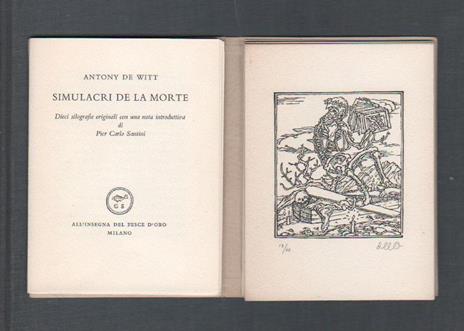 ANTONY DE WITT
SIMULACRI DE LA MORTE
Dieci silografie originali con una nota introduttiva
di
Pier Carlo Santini
ALL'INSEGNA DEL PESCE D'ORO
MILANO